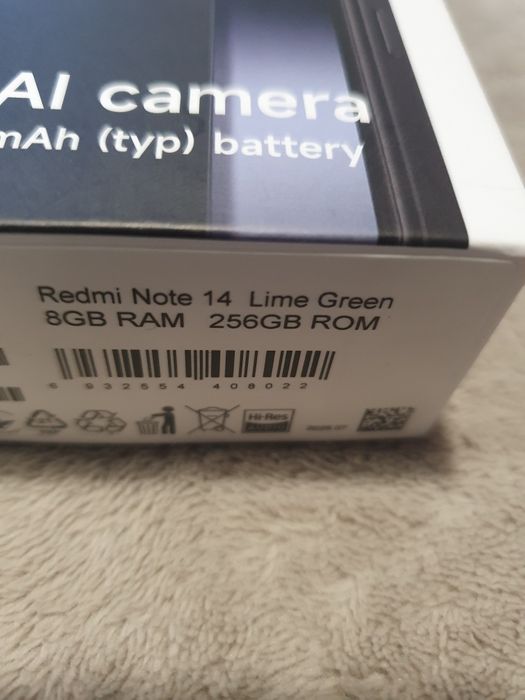 AI camera
mAh (typ) battery
Redmi Note 14 Lime Green
8GB RAM 256GB ROM
6 932554 408022
Hi-Res
AUDIO